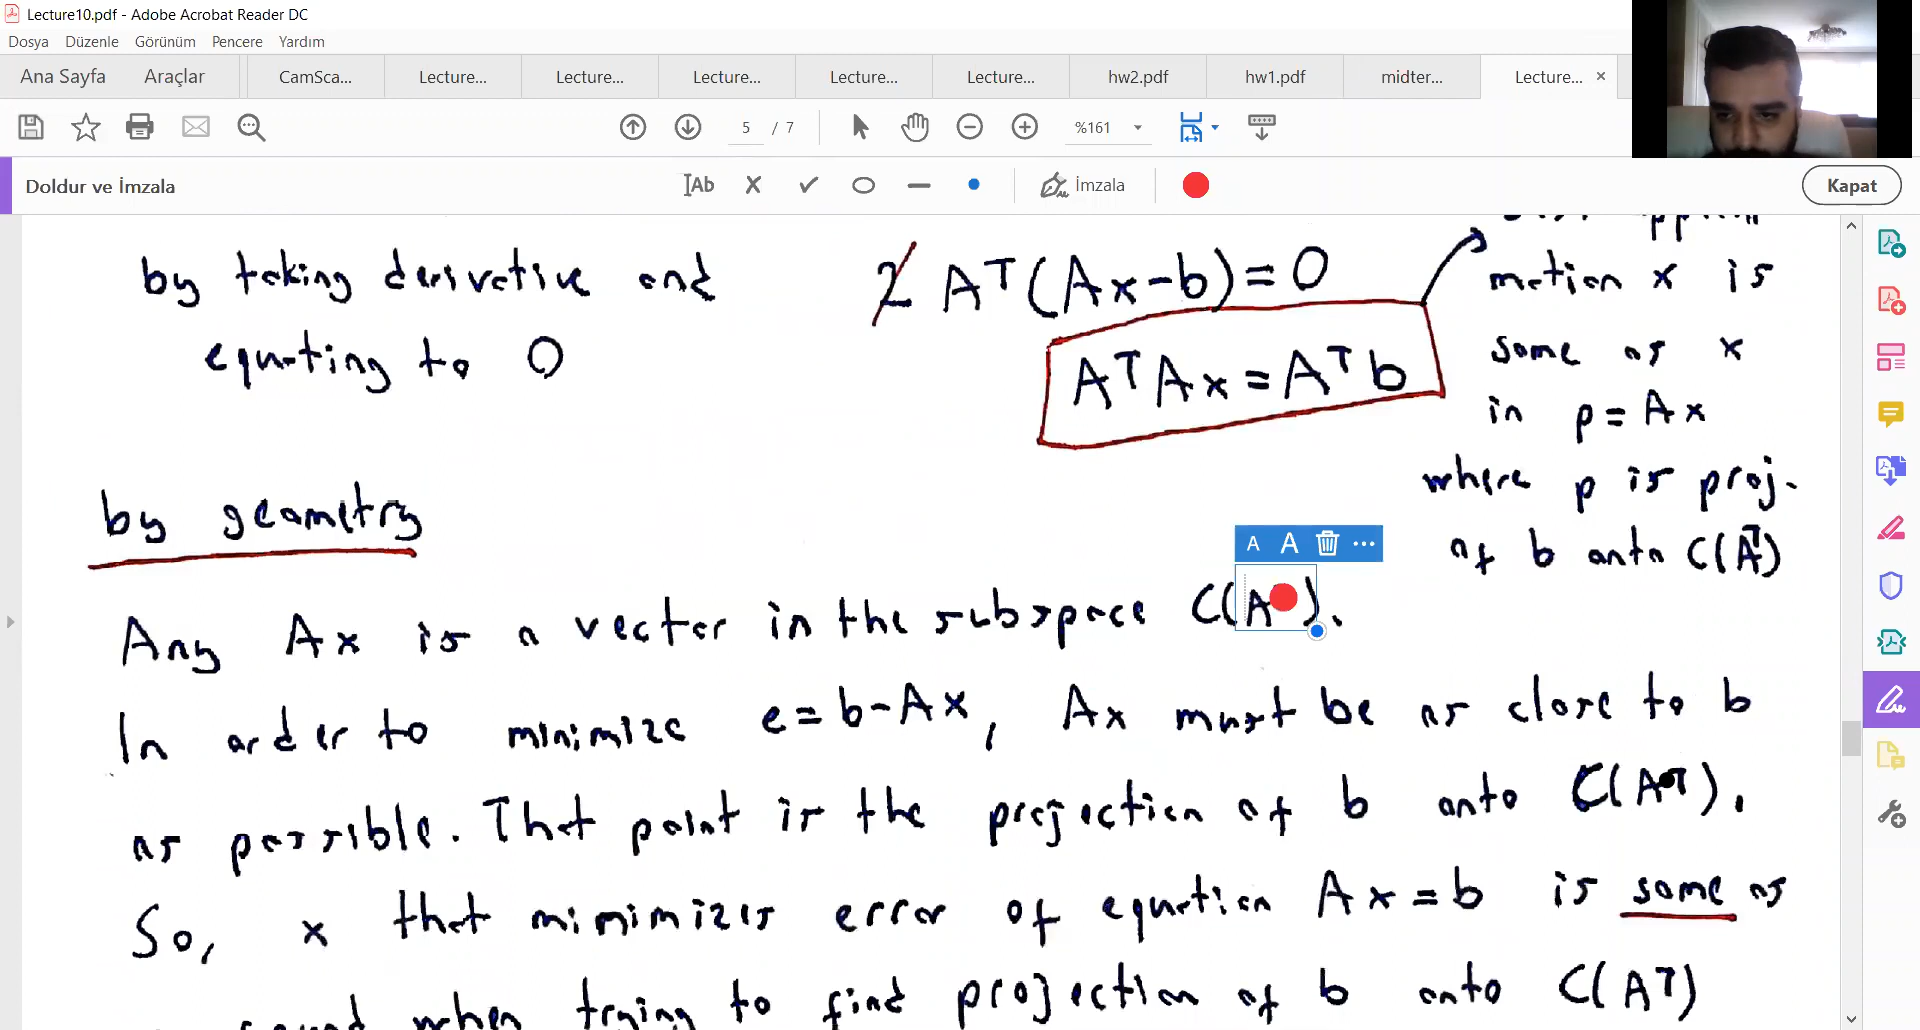 Lecture10.pdf - Adobe Acrobat Reader DC
Dosya Düzenle Görünüm Pencere Yardım
Ana Sayfa Araçlar CamSca... Lecture... Lecture... Lecture... Lecture... Lecture... hw2.pdf hw1.pdf midter... Lecture... ×
5 / 7 %161
Doldur ve İmzala Ab İmzala Kapat
by taking derivative and
equating to 0
2 Aᵀ(Ax-b)=0
AᵀAx=Aᵀb
motion x is
same as x
in p=Ax
where p is proj.
of b onto C(Aᵀ)
by geometry
A A
Any Ax is a vector in the subspace C(A ).
In order to minimize e=b-Ax, Ax must be as close to b
as possible. That point is the projection of b onto C(Aᵀ).
So, x that mimimizes error of equation Ax=b is same as
when trying to find projection of b onto C(Aᵀ)